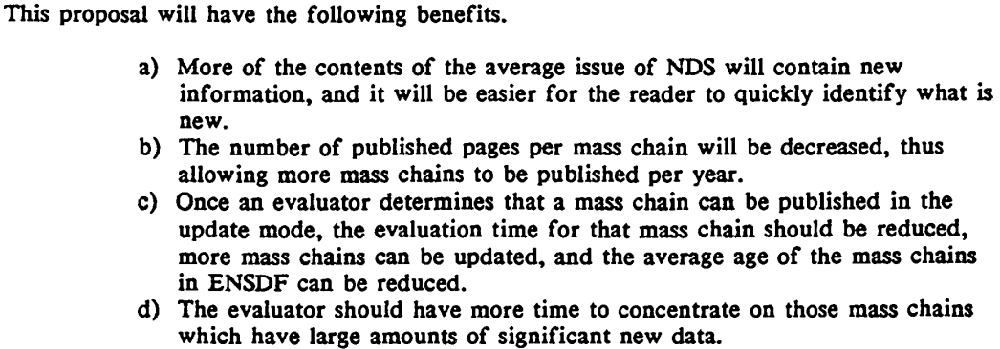 This proposal will have the following benefits.
a) More of the contents of the average issue of NDS will contain new
information, and it will be easier for the reader to quickly identify what is
new.
b) The number of published pages per mass chain will be decreased, thus
allowing more mass chains to be published per year.
c) Once an evaluator determines that a mass chain can be published in the
update mode, the evaluation time for that mass chain should be reduced,
more mass chains can be updated, and the average age of the mass chains
in ENSDF can be reduced.
d) The evaluator should have more time to concentrate on those mass chains
which have large amounts of significant new data.